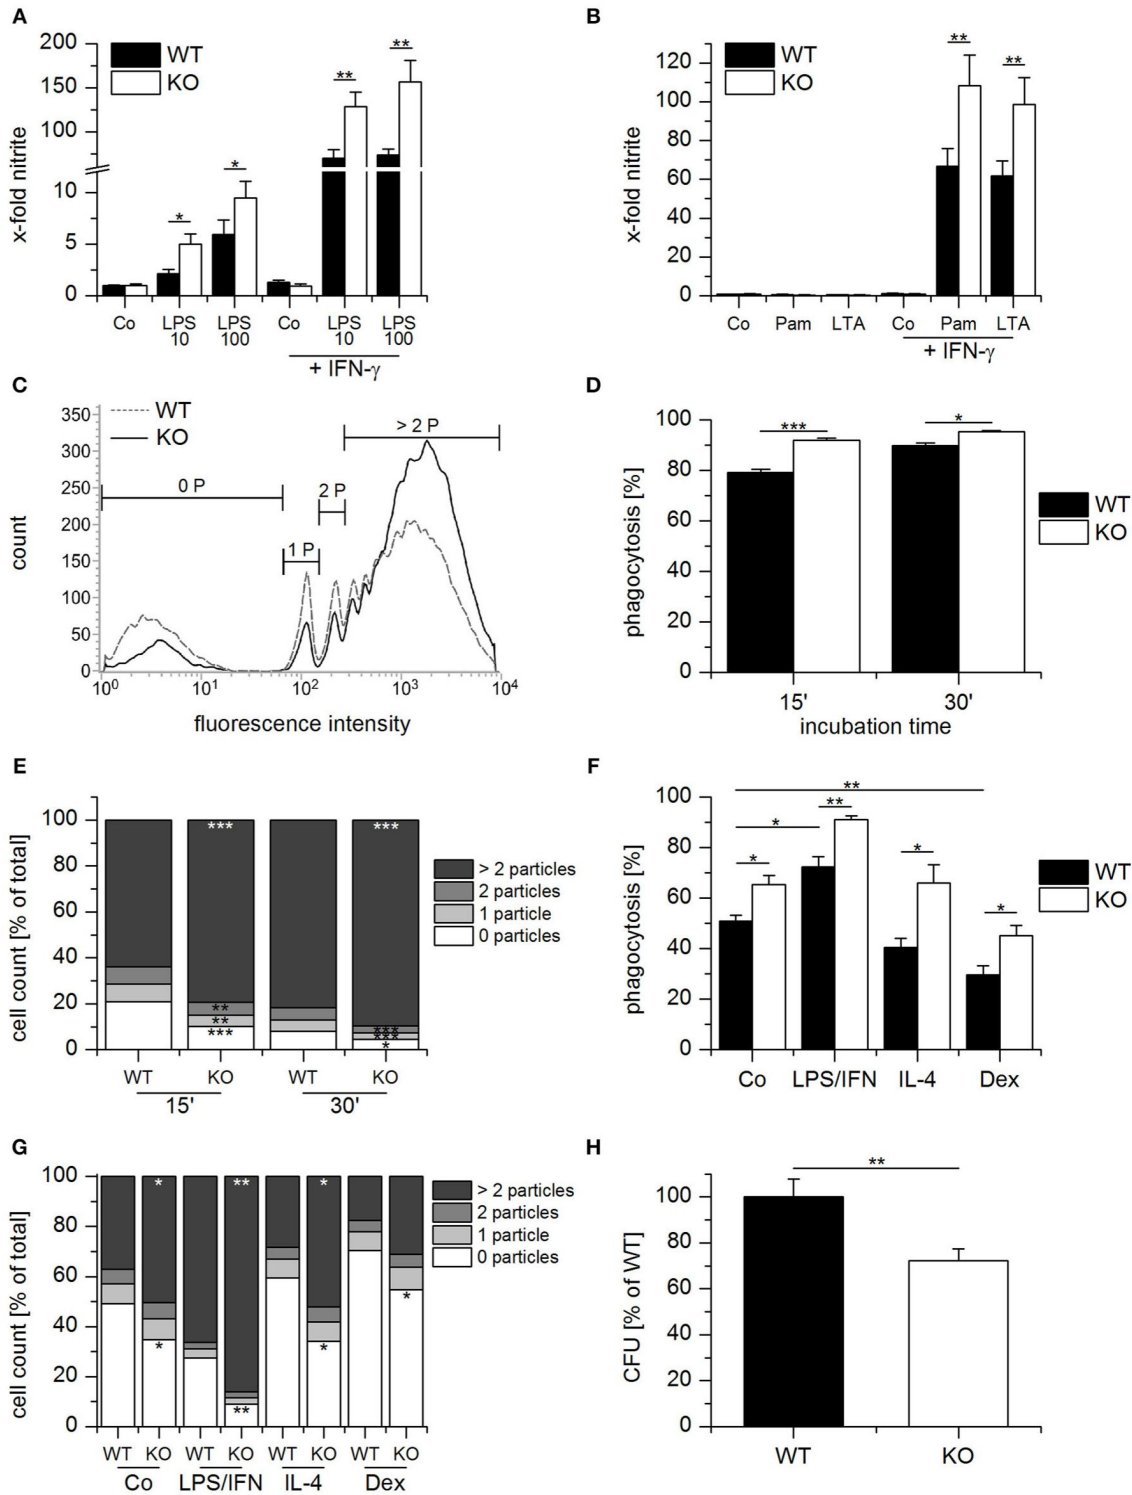 A
x-fold nitrite
200
150
100
10
5
0
WT
KO
*
*
**
**
Co
LPS
10
LPS
100
Co
LPS
10
LPS
100
+ IFN-γ
B
x-fold nitrite
120
100
80
60
40
20
0
WT
KO
**
**
Co
Pam
LTA
Co
Pam
LTA
+ IFN-γ
C
count
350
300
250
200
150
100
50
0
WT
KO
0 P
1 P
2 P
> 2 P
10⁰
10¹
10²
10³
10⁴
fluorescence intensity
D
phagocytosis [%]
100
80
60
40
20
0
***
*
WT
KO
15'
30'
incubation time
E
cell count [% of total]
100
80
60
40
20
0
***
**
**
***
***
***
***
*
> 2 particles
2 particles
1 particle
0 particles
WT
KO
WT
KO
15'
30'
F
phagocytosis [%]
100
80
60
40
20
0
**
*
**
*
*
*
WT
KO
Co
LPS/IFN
IL-4
Dex
G
cell count [% of total]
100
80
60
40
20
0
*
**
*
*
**
*
*
> 2 particles
2 particles
1 particle
0 particles
WT
KO
WT
KO
WT
KO
WT
KO
Co
LPS/IFN
IL-4
Dex
H
CFU [% of WT]
100
80
60
40
20
0
**
WT
KO